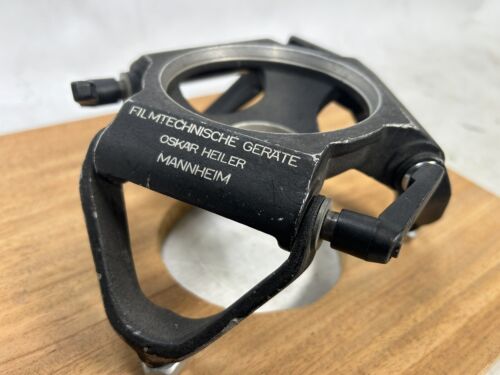 FILMTECHNISCHE GERÄTE
OSKAR HEILER
MANNHEIM